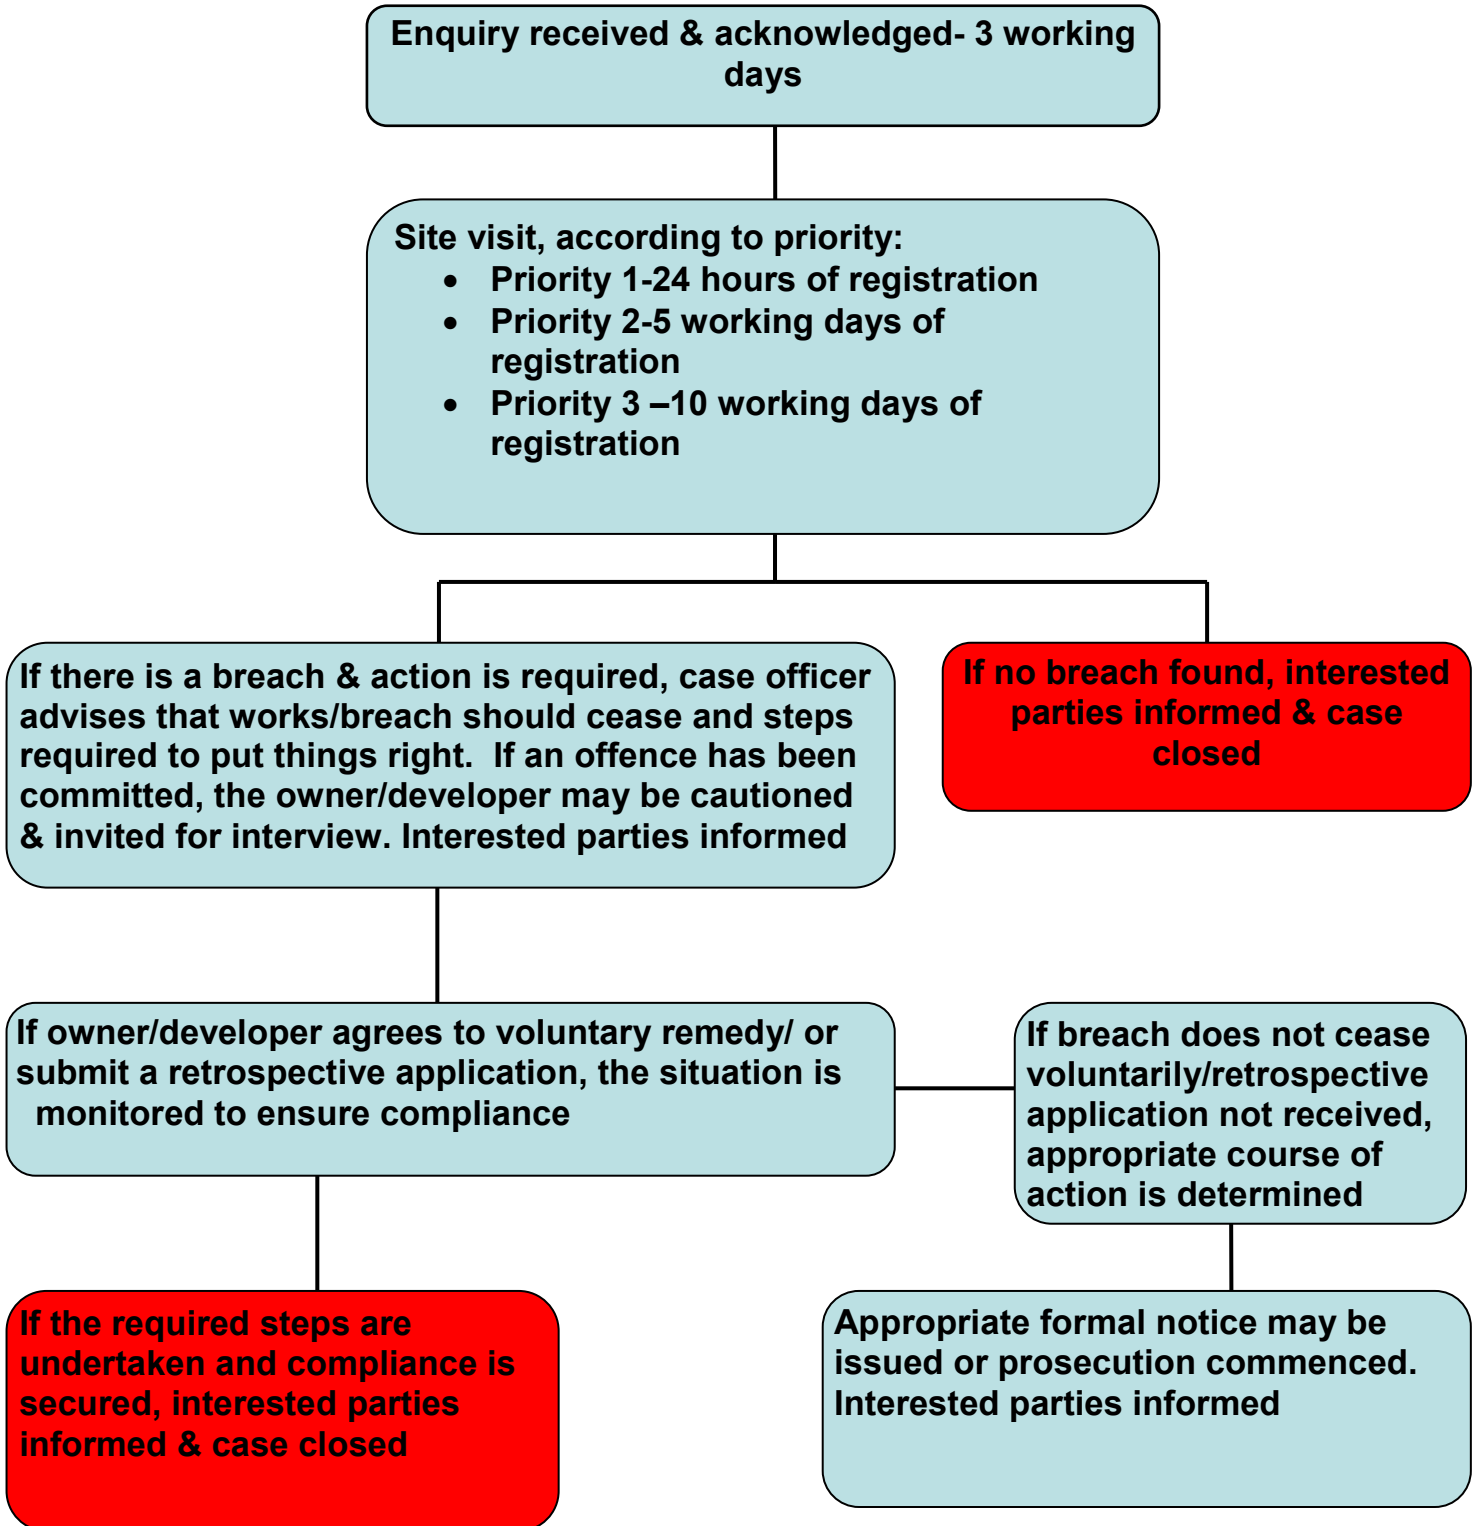 Enquiry received & acknowledged- 3 working
days
Site visit, according to priority:
• Priority 1-24 hours of registration
• Priority 2-5 working days of
registration
• Priority 3 –10 working days of
registration
If there is a breach & action is required, case officer
advises that works/breach should cease and steps
required to put things right.  If an offence has been
committed, the owner/developer may be cautioned
& invited for interview. Interested parties informed
If no breach found, interested
parties informed & case
closed
If owner/developer agrees to voluntary remedy/ or
submit a retrospective application, the situation is
monitored to ensure compliance
If breach does not cease
voluntarily/retrospective
application not received,
appropriate course of
action is determined
If the required steps are
undertaken and compliance is
secured, interested parties
informed & case closed
Appropriate formal notice may be
issued or prosecution commenced.
Interested parties informed